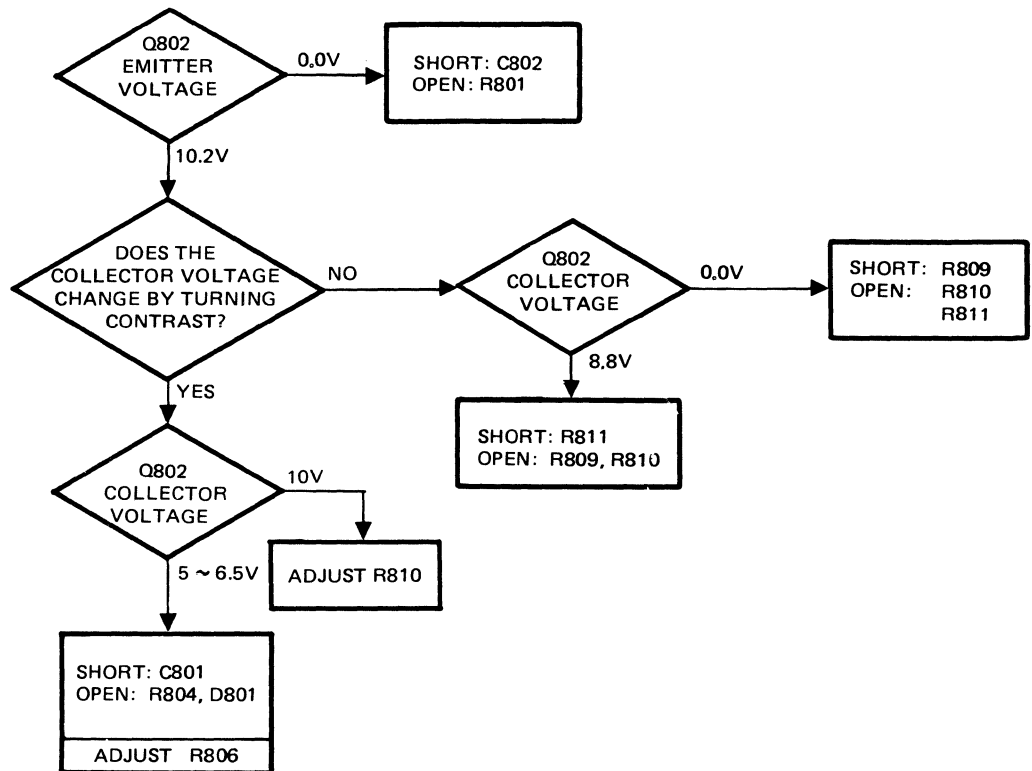 Q802
EMITTER
VOLTAGE
0.0V
SHORT: C802
OPEN: R801
10.2V
DOES THE
COLLECTOR VOLTAGE
CHANGE BY TURNING
CONTRAST?
NO
Q802
COLLECTOR
VOLTAGE
0.0V
SHORT: R809
OPEN: R810
R811
8.8V
SHORT: R811
OPEN: R809, R810
YES
Q802
COLLECTOR
VOLTAGE
10V
ADJUST R810
5 ~ 6.5V
SHORT: C801
OPEN: R804, D801
ADJUST R806